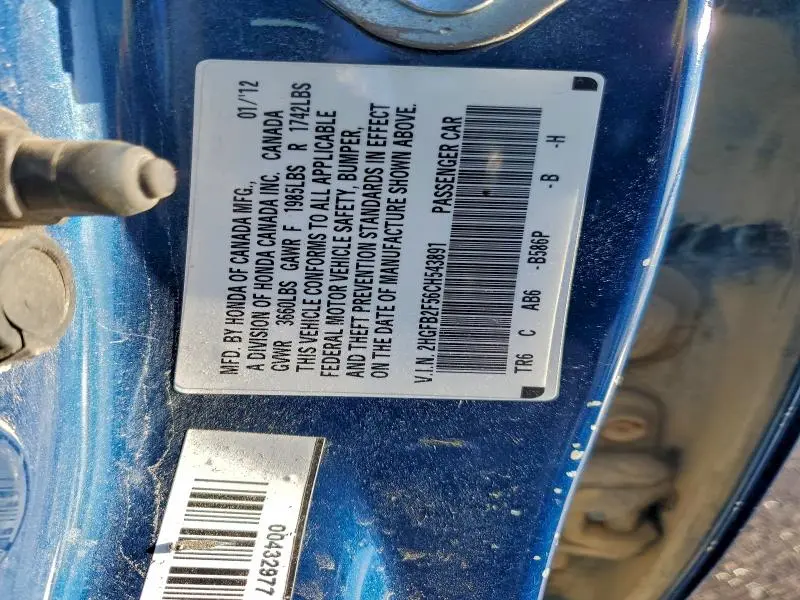 MFD. BY HONDA OF CANADA MFG., 01/'12
A DIVISION OF HONDA CANADA INC. CANADA
GVWR 3660LBS GAWR F 1985LBS R 1742LBS
THIS VEHICLE CONFORMS TO ALL APPLICABLE
FEDERAL MOTOR VEHICLE SAFETY, BUMPER,
AND THEFT PREVENTION STANDARDS IN EFFECT
ON THE DATE OF MANUFACTURE SHOWN ABOVE.
V.I.N. 2HGFB2F56CH543891 PASSENGER CAR
TR6 C AB6 -B586P -B -H
00432977